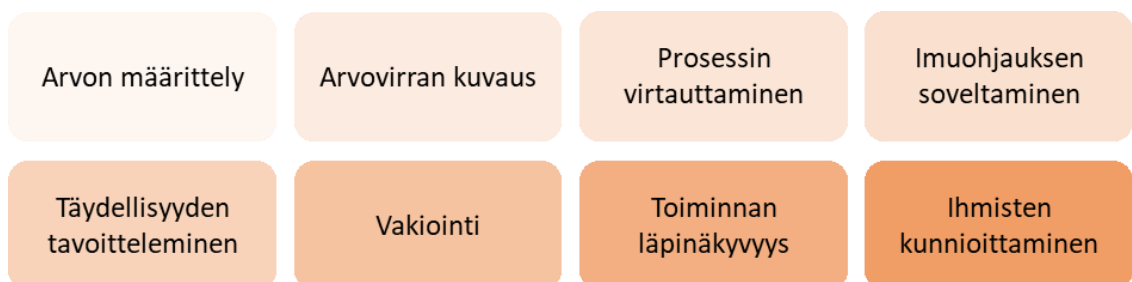 Arvon määrittely
Arvovirran kuvaus
Prosessin
virtauttaminen
Imuohjauksen
soveltaminen
Täydellisyyden
tavoitteleminen
Vakiointi
Toiminnan
läpinäkyvyys
Ihmisten
kunnioittaminen